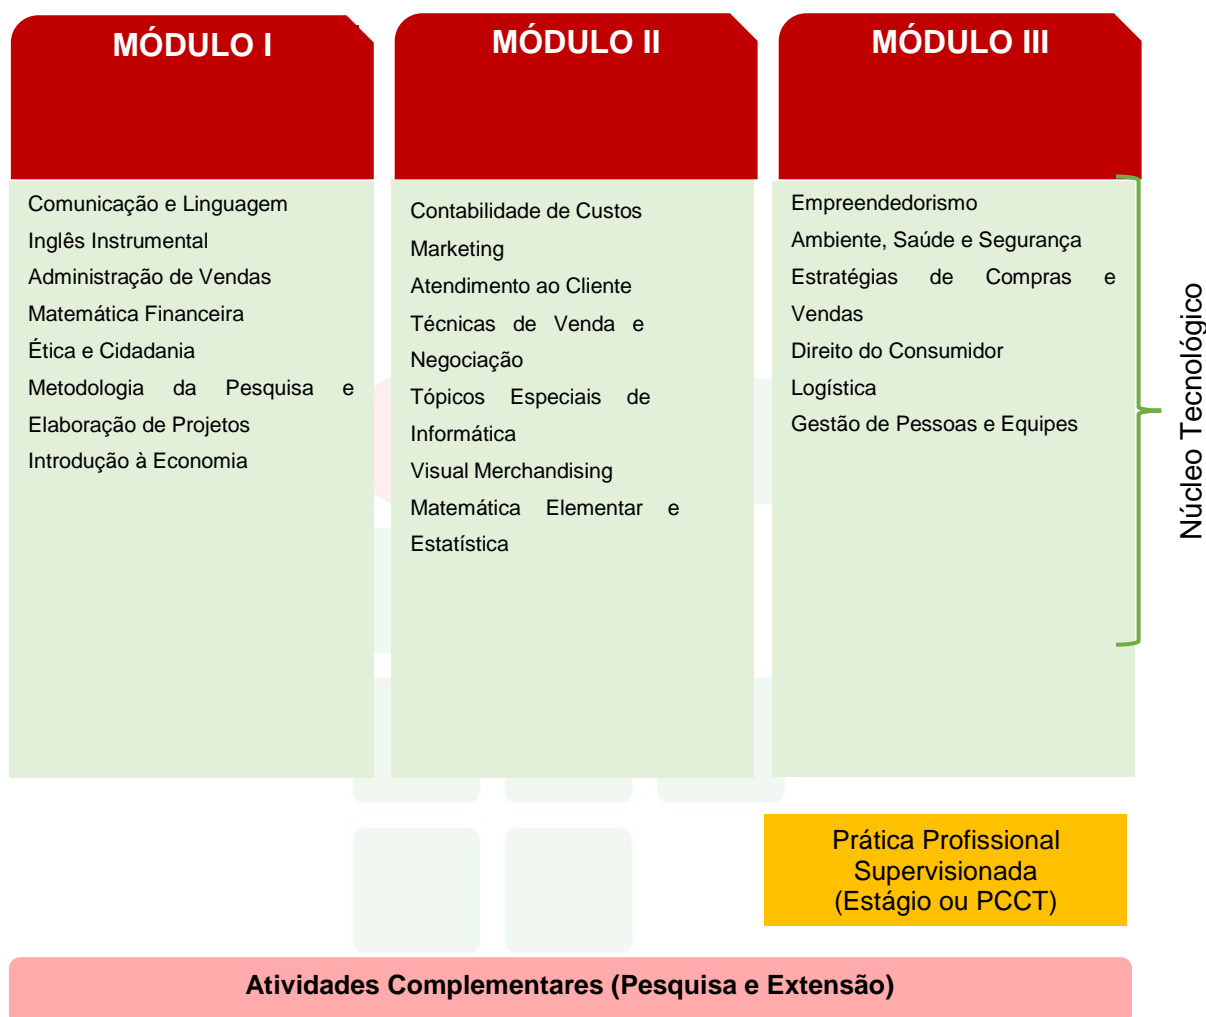 MÓDULO I
Comunicação e Linguagem
Inglês Instrumental
Administração de Vendas
Matemática Financeira
Ética e Cidadania
Metodologia da Pesquisa e
Elaboração de Projetos
Introdução à Economia
MÓDULO II
Contabilidade de Custos
Marketing
Atendimento ao Cliente
Técnicas de Venda e
Negociação
Tópicos Especiais de
Informática
Visual Merchandising
Matemática Elementar e
Estatística
MÓDULO III
Empreendedorismo
Ambiente, Saúde e Segurança
Estratégias de Compras e
Vendas
Direito do Consumidor
Logística
Gestão de Pessoas e Equipes
Núcleo Tecnológico
Prática Profissional
Supervisionada
(Estágio ou PCCT)
Atividades Complementares (Pesquisa e Extensão)